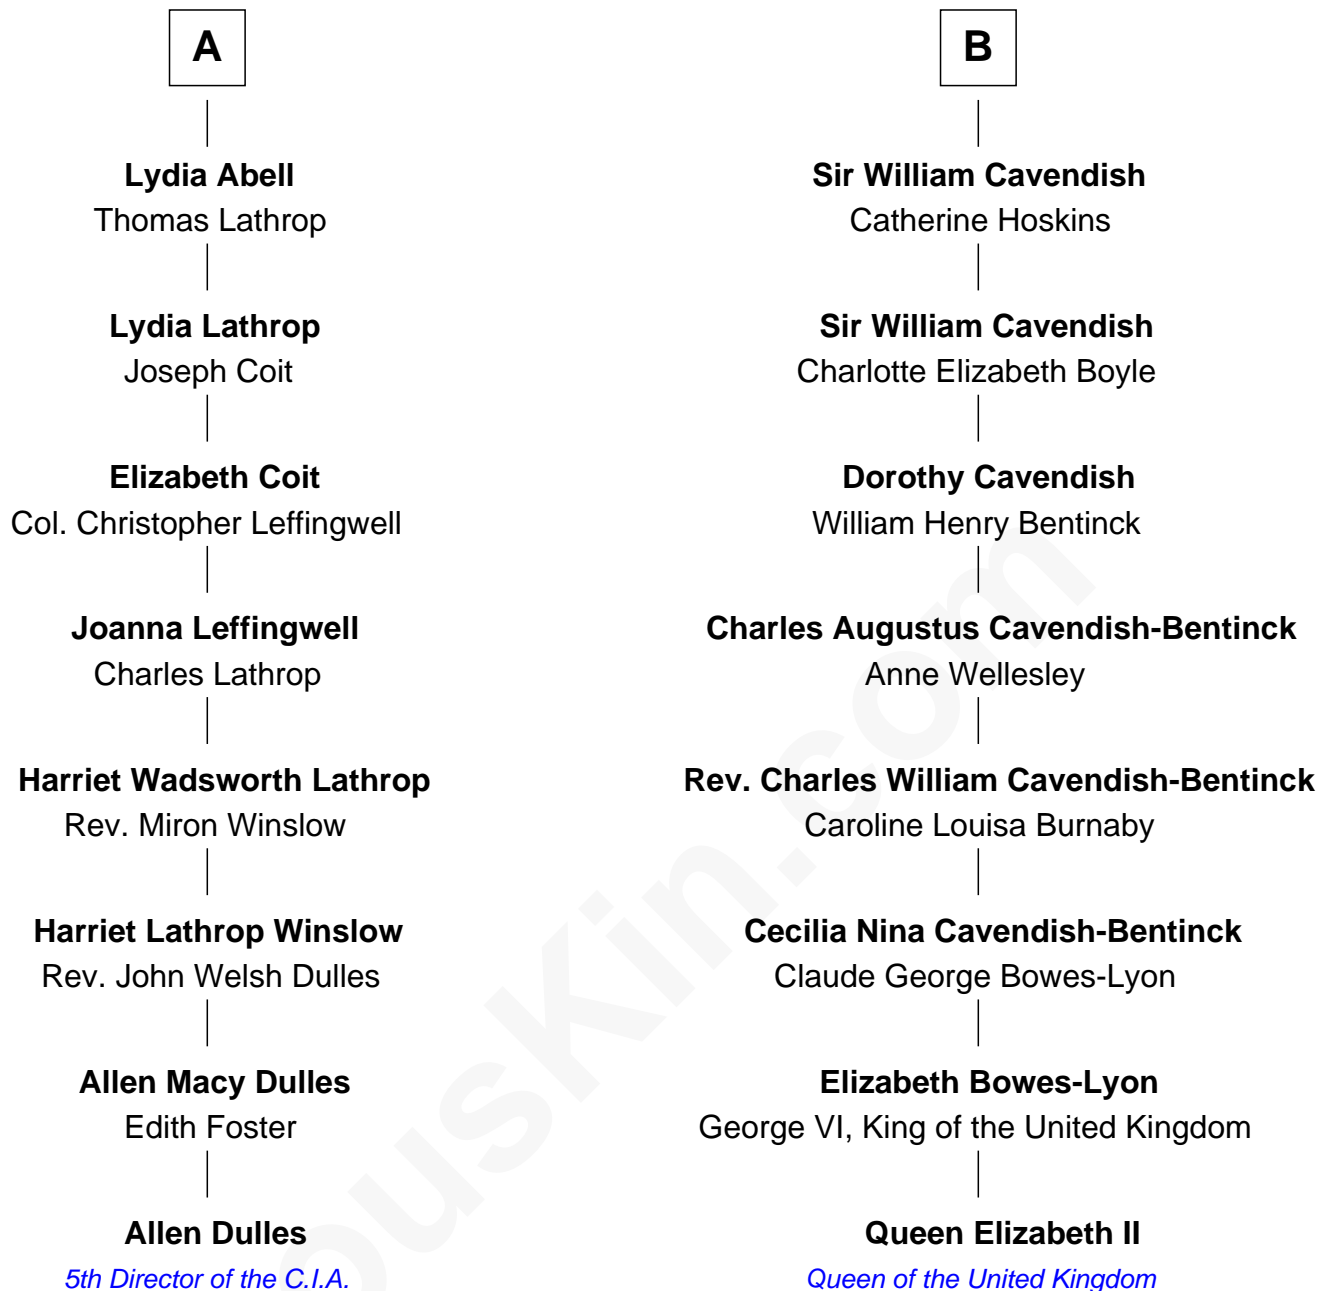 A
Lydia Abell
Thomas Lathrop
Lydia Lathrop
Joseph Coit
Elizabeth Coit
Col. Christopher Leffingwell
Joanna Leffingwell
Charles Lathrop
Harriet Wadsworth Lathrop
Rev. Miron Winslow
Harriet Lathrop Winslow
Rev. John Welsh Dulles
Allen Macy Dulles
Edith Foster
Allen Dulles
5th Director of the C.I.A.
B
Sir William Cavendish
Catherine Hoskins
Sir William Cavendish
Charlotte Elizabeth Boyle
Dorothy Cavendish
William Henry Bentinck
Charles Augustus Cavendish-Bentinck
Anne Wellesley
Rev. Charles William Cavendish-Bentinck
Caroline Louisa Burnaby
Cecilia Nina Cavendish-Bentinck
Claude George Bowes-Lyon
Elizabeth Bowes-Lyon
George VI, King of the United Kingdom
Queen Elizabeth II
Queen of the United Kingdom
ousKin.com